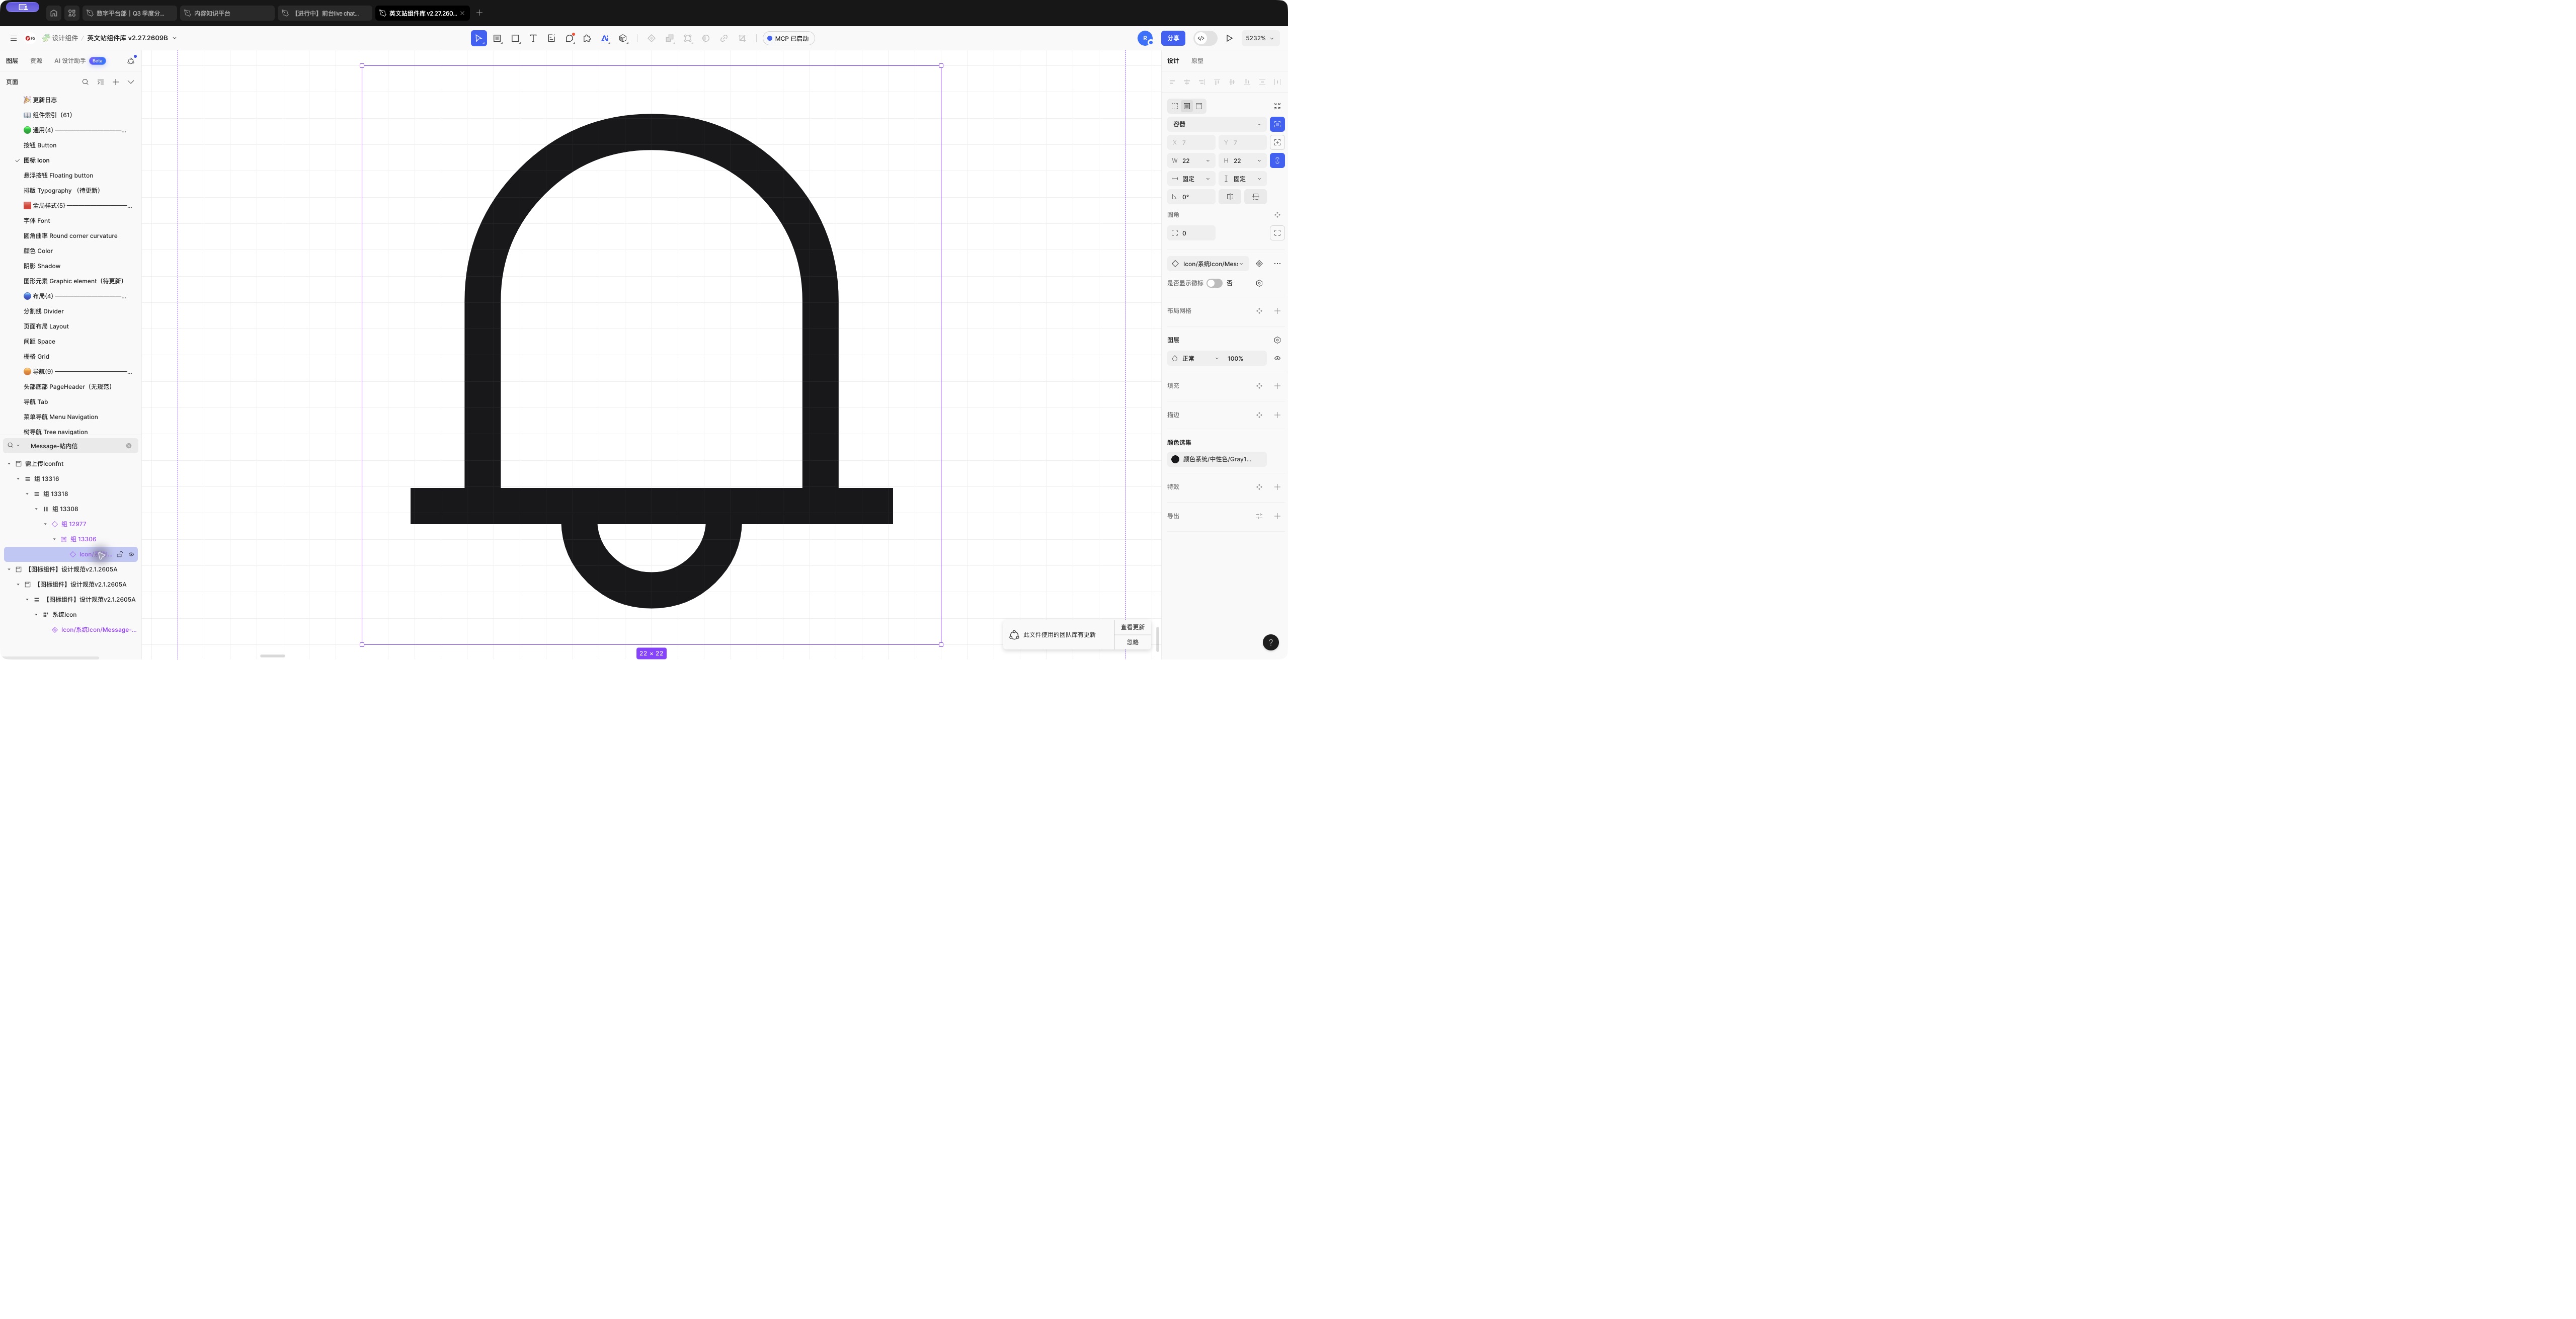 数字平台部丨Q3 季度分...
内容知识平台
【进行中】前台live chat...
英文站组件库 v2.27.260...
设计组件 / 英文站组件库 v2.27.2609B
MCP 已启动
R
分享
5232%
图层
资源
AI 设计助手
Beta
页面
更新日志
组件索引（61）
通用(4) ————————...
按钮 Button
图标 Icon
悬浮按钮 Floating button
排版 Typography （待更新）
全局样式(5) ————————...
字体 Font
圆角曲率 Round corner curvature
颜色 Color
阴影 Shadow
图形元素 Graphic element（待更新）
布局(4) ————————...
分割线 Divider
页面布局 Layout
间距 Space
栅格 Grid
导航(9) ————————...
头部底部 PageHeader（无规范）
导航 Tab
菜单导航 Menu Navigation
树导航 Tree navigation
Message-站内信
需上传Iconfnt
组 13316
组 13318
组 13308
组 12977
组 13306
【图标组件】设计规范v2.1.2605A
【图标组件】设计规范v2.1.2605A
【图标组件】设计规范v2.1.2605A
系统Icon
Icon/系统Icon/Message-...
22 × 22
此文件使用的团队库有更新
查看更新
忽略
设计
原型
容器
X 7
Y 7
W 22
H 22
固定
固定
0°
圆角
0
Icon/系统Icon/Mes
是否显示徽标
否
布局网格
图层
正常
100%
填充
描边
颜色选集
颜色系统/中性色/Gray1...
特效
导出
?